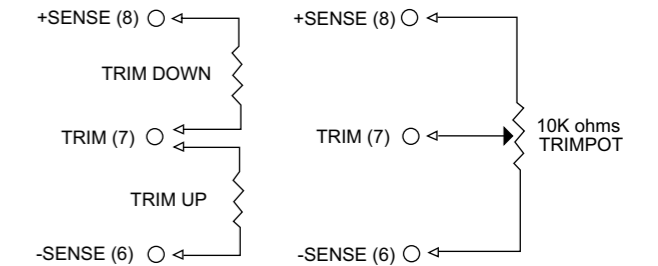 +SENSE (8)
TRIM DOWN
TRIM (7)
TRIM UP
-SENSE (6)
+SENSE (8)
TRIM (7)
10K ohms
TRIMPOT
-SENSE (6)